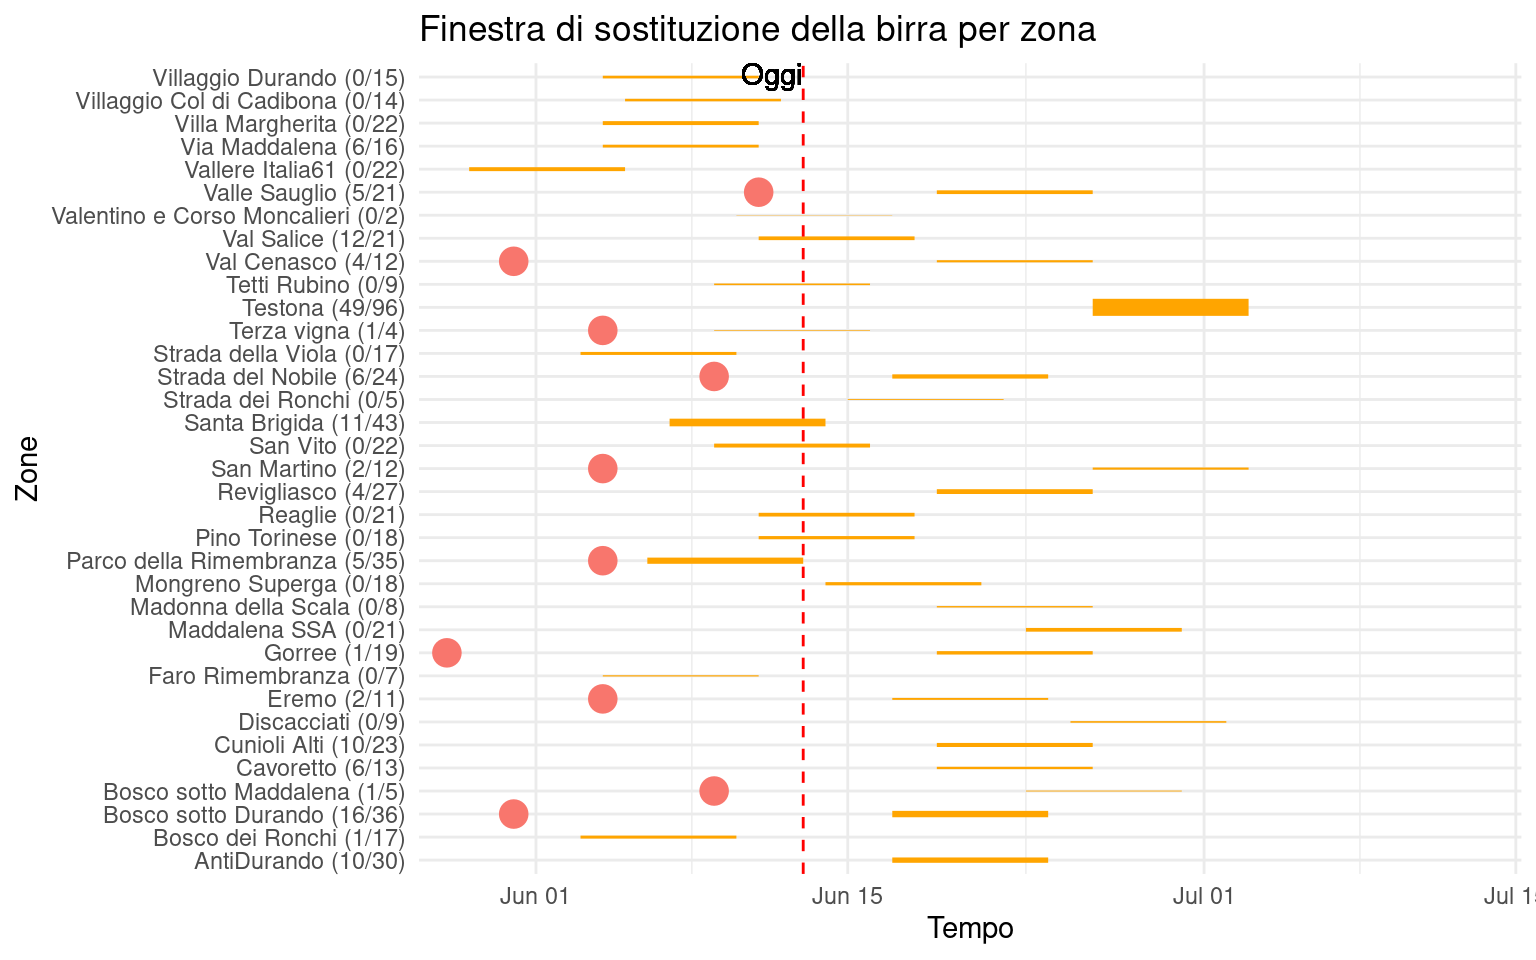 Finestra di sostituzione della birra per zona
Oggi
Villaggio Durando (0/15)
Villaggio Col di Cadibona (0/14)
Villa Margherita (0/22)
Via Maddalena (6/16)
Vallere Italia61 (0/22)
Valle Sauglio (5/21)
Valentino e Corso Moncalieri (0/2)
Val Salice (12/21)
Val Cenasco (4/12)
Tetti Rubino (0/9)
Testona (49/96)
Terza vigna (1/4)
Strada della Viola (0/17)
Strada del Nobile (6/24)
Strada dei Ronchi (0/5)
Santa Brigida (11/43)
San Vito (0/22)
San Martino (2/12)
Revigliasco (4/27)
Reaglie (0/21)
Pino Torinese (0/18)
Parco della Rimembranza (5/35)
Mongreno Superga (0/18)
Madonna della Scala (0/8)
Maddalena SSA (0/21)
Gorree (1/19)
Faro Rimembranza (0/7)
Eremo (2/11)
Discacciati (0/9)
Cunioli Alti (10/23)
Cavoretto (6/13)
Bosco sotto Maddalena (1/5)
Bosco sotto Durando (16/36)
Bosco dei Ronchi (1/17)
AntiDurando (10/30)
Zone
Jun 01 Jun 15 Jul 01 Jul 15
Tempo